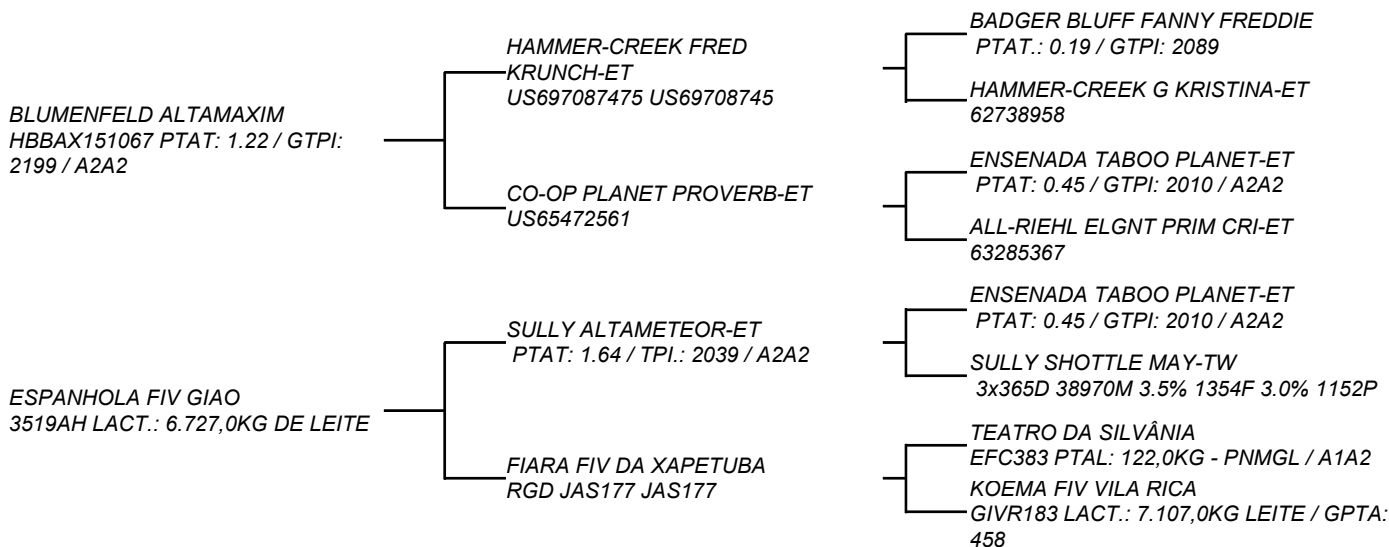 BLUMENFELD ALTAMAXIM
HBBAX151067 PTAT: 1.22 / GTPI:
2199 / A2A2
HAMMER-CREEK FRED
KRUNCH-ET
US697087475 US69708745
BADGER BLUFF FANNY FREDDIE
PTAT.: 0.19 / GTPI: 2089
HAMMER-CREEK G KRISTINA-ET
62738958
CO-OP PLANET PROVERB-ET
US65472561
ENSENADA TABOO PLANET-ET
PTAT: 0.45 / GTPI: 2010 / A2A2
ALL-RIEHL ELGNT PRIM CRI-ET
63285367
ESPANHOLA FIV GIAO
3519AH LACT.: 6.727,0KG DE LEITE
SULLY ALTAMETEOR-ET
PTAT: 1.64 / TPI.: 2039 / A2A2
ENSENADA TABOO PLANET-ET
PTAT: 0.45 / GTPI: 2010 / A2A2
SULLY SHOTTLE MAY-TW
3x365D 38970M 3.5% 1354F 3.0% 1152P
FIARA FIV DA XAPETUBA
RGD JAS177 JAS177
TEATRO DA SILVÂNIA
EFC383 PTAL: 122,0KG - PNMGL / A1A2
KOEMA FIV VILA RICA
GIVR183 LACT.: 7.107,0KG LEITE / GPTA:
458